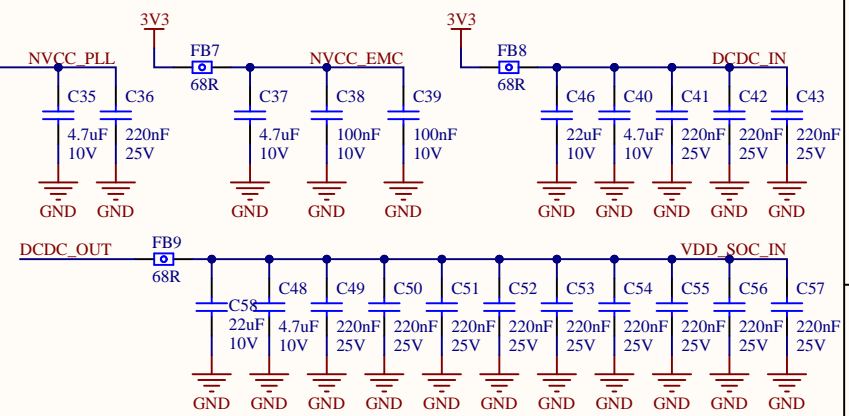 3V3 3V3
FB7 FB8
NVCC_PLL NVCC_EMC DCDC_IN
68R 68R
C35 C36 C37 C38 C39 C46 C40 C41 C42 C43
4.7uF 220nF 4.7uF 100nF 100nF 22uF 4.7uF 220nF 220nF 220nF
10V 25V 10V 10V 10V 10V 10V 25V 25V 25V
GND GND GND GND GND GND GND GND GND GND
FB9
DCDC_OUT VDD_SOC_IN
68R
C58 C48 C49 C50 C51 C52 C53 C54 C55 C56 C57
22uF 4.7uF 220nF 220nF 220nF 220nF 220nF 220nF 220nF 220nF 220nF
10V 10V 25V 25V 25V 25V 25V 25V 25V 25V 25V
GND GND GND GND GND GND GND GND GND GND GND